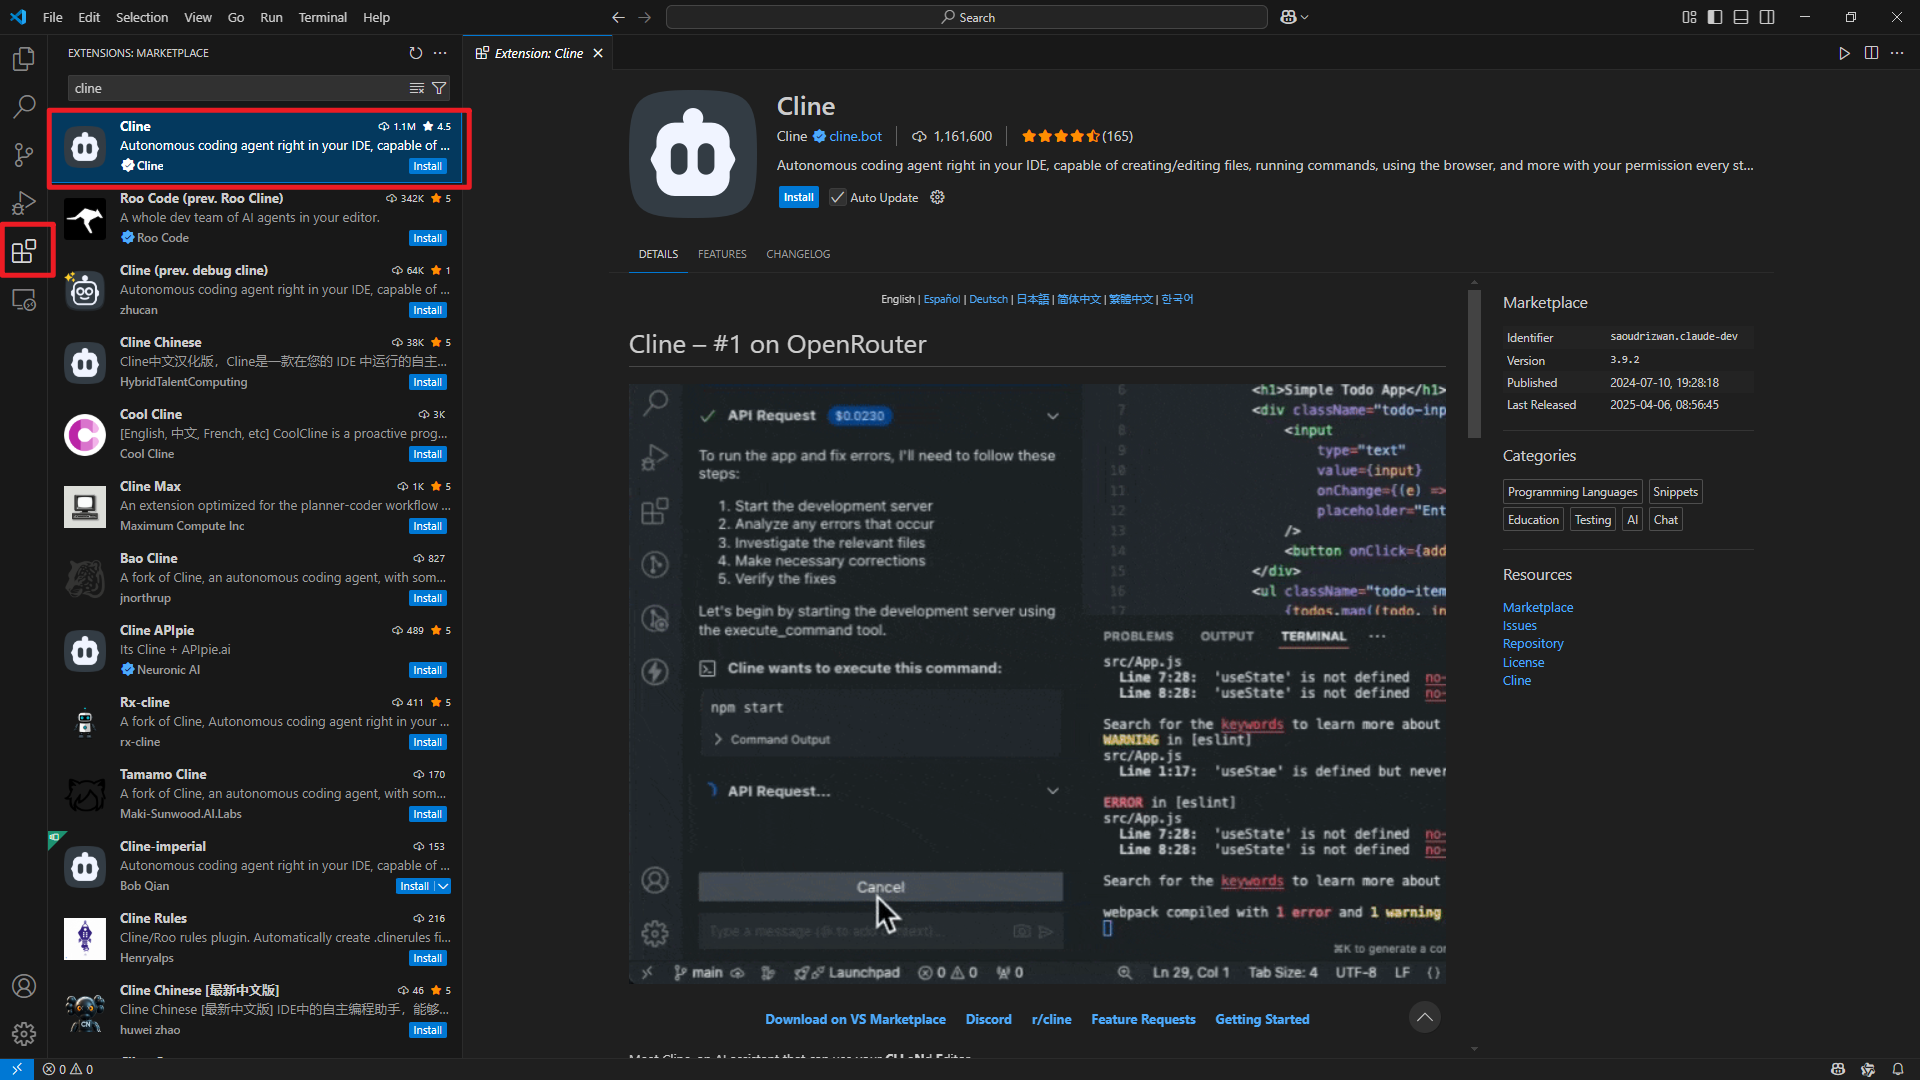 File Edit Selection View Go Run Terminal Help
Search
EXTENSIONS: MARKETPLACE
cline
Cline 1.1M 4.5
Autonomous coding agent right in your IDE, capable of ...
Cline Install
Roo Code (prev. Roo Cline) 342K 5
A whole dev team of AI agents in your editor.
Roo Code Install
Cline (prev. debug cline) 64K 1
Autonomous coding agent right in your IDE, capable of ...
zhucan Install
Cline Chinese 38K 5
Cline中文汉化版，Cline是一款在您的 IDE 中运行的自主...
HybridTalentComputing Install
Cool Cline 3K
[English, 中文, French, etc] CoolCline is a proactive prog...
Cool Cline Install
Cline Max 1K 5
An extension optimized for the planner-coder workflow ...
Maximum Compute Inc Install
Bao Cline 827
A fork of Cline, an autonomous coding agent, with som...
jnorthrup Install
Cline APIpie 489 5
Its Cline + APIpie.ai
Neuronic AI Install
Rx-cline 411 5
A fork of Cline, Autonomous coding agent right in your ...
rx-cline Install
Tamamo Cline 170
A fork of Cline, an autonomous coding agent, with som...
Maki-Sunwood.AI.Labs Install
Cline-imperial 153
Autonomous coding agent right in your IDE, capable of ...
Bob Qian Install
Cline Rules 216
Cline/Roo rules plugin. Automatically create .clinerules fi...
Henryalps Install
Cline Chinese [最新中文版] 46 5
Cline Chinese [最新中文版] IDE中的自主编程助手，能够...
huwei zhao Install
Extension: Cline
Cline
Cline cline.bot 1,161,600 (165)
Autonomous coding agent right in your IDE, capable of creating/editing files, running commands, using the browser, and more with your permission every st...
Install Auto Update
DETAILS FEATURES CHANGELOG
English | Español | Deutsch | 日本語 | 简体中文 | 繁體中文 | 한국어
Cline – #1 on OpenRouter
API Request $0.0230
To run the app and fix errors, I'll need to follow these
steps:
1. Start the development server
2. Analyze any errors that occur
3. Investigate the relevant files
4. Make necessary corrections
5. Verify the fixes
Let's begin by starting the development server using
the execute_command tool.
Cline wants to execute this command:
npm start
Command Output
API Request...
Cancel
6 <h1>Simple Todo App</h1>
7 <div className="todo-inp
8 <input
9 type="text"
10 value={input}
11 onChange={(e) =>
12 placeholder="Ent
13 />
14 <button onClick={add
15 </div>
16 <ul className="todo-item
17 {todos.map((todo, in
PROBLEMS OUTPUT TERMINAL ...
src/App.js
Line 7:28: 'useState' is not defined no-
Line 8:28: 'useState' is not defined no-
Search for the keywords to learn more about
WARNING in [eslint]
src/App.js
Line 1:17: 'useStae' is defined but never
ERROR in [eslint]
src/App.js
Line 7:28: 'useState' is not defined no-
Line 8:28: 'useState' is not defined no-
Search for the keywords to learn more about
webpack compiled with 1 error and 1 warning
⌘K to generate a co
main Launchpad 0 0 0 Ln 29, Col 1 Tab Size: 4 UTF-8 LF {}
Download on VS Marketplace Discord r/cline Feature Requests Getting Started
Marketplace
Identifier saoudrizwan.claude-dev
Version 3.9.2
Published 2024-07-10, 19:28:18
Last Released 2025-04-06, 08:56:45
Categories
Programming Languages Snippets
Education Testing AI Chat
Resources
Marketplace
Issues
Repository
License
Cline
0 0